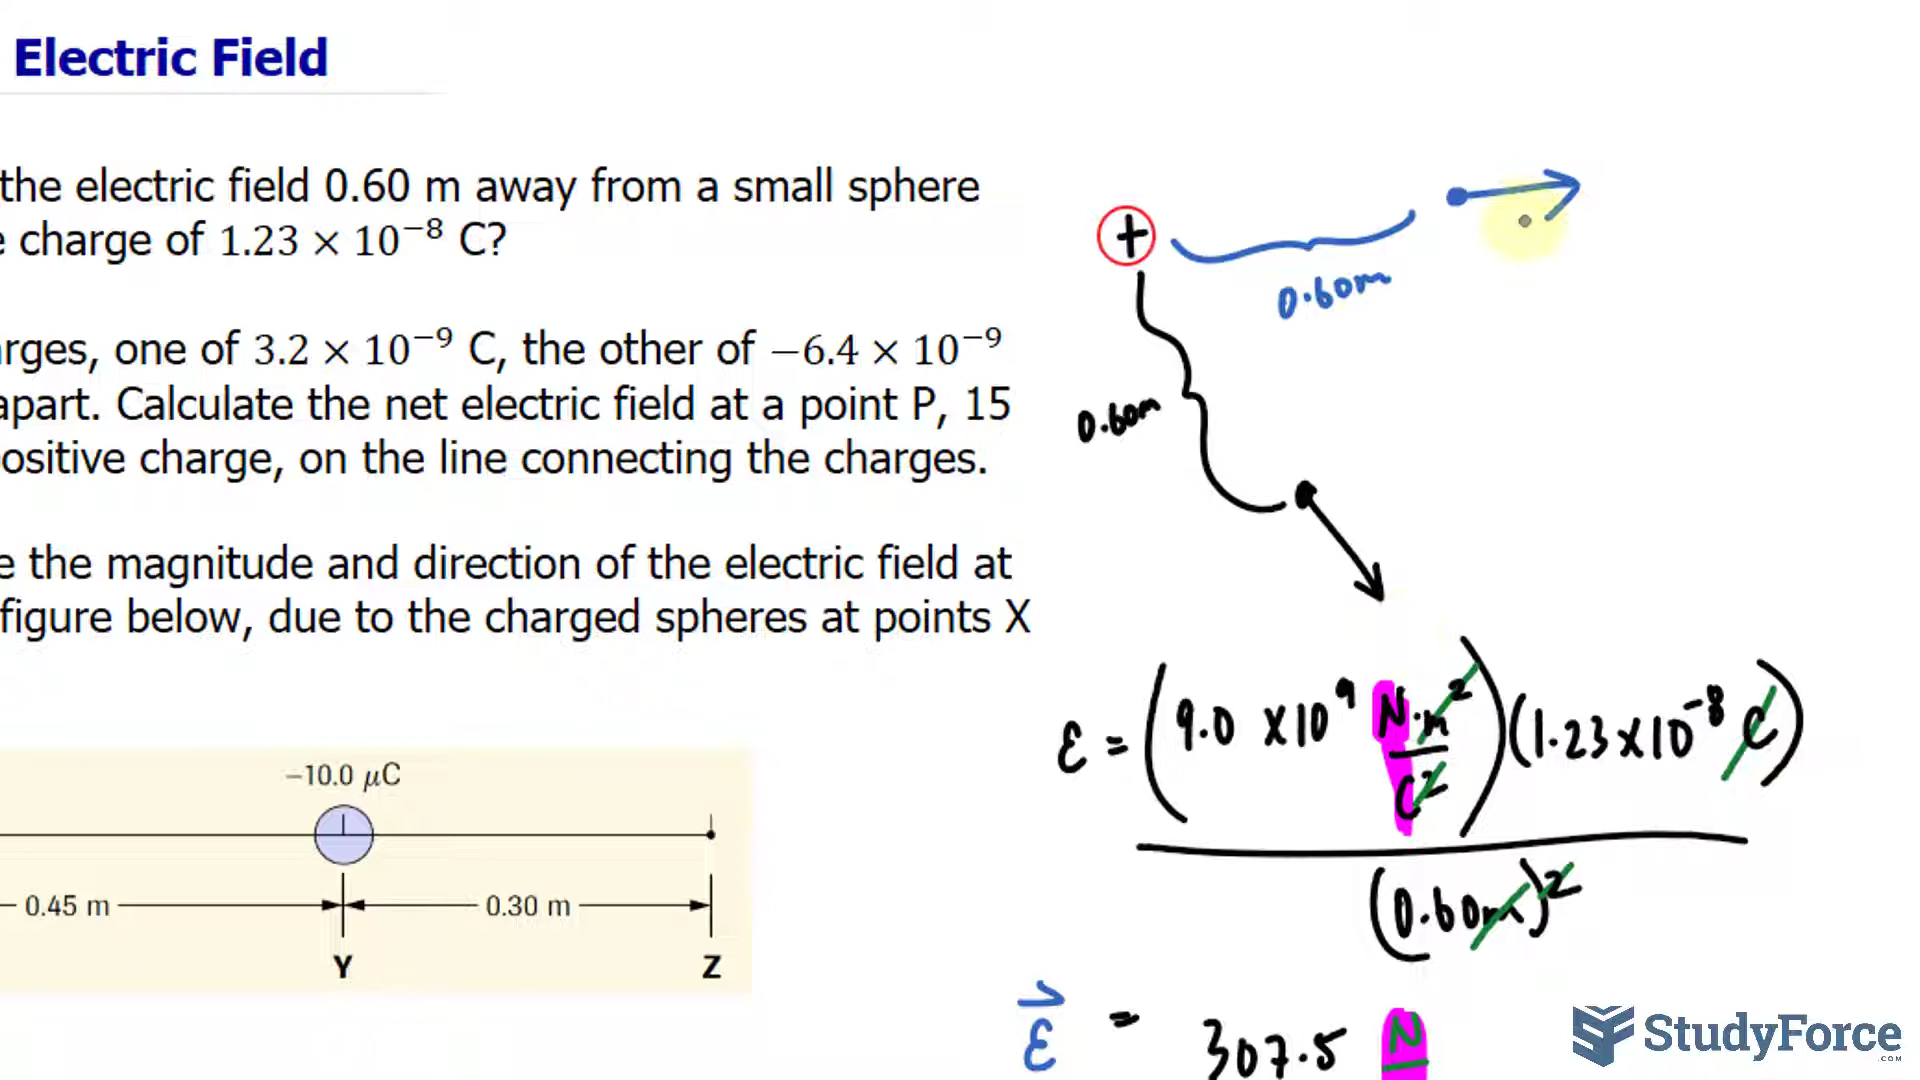 Electric Field
the electric field 0.60 m away from a small sphere
e charge of 1.23 × 10⁻⁸ C?
arges, one of 3.2 × 10⁻⁹ C, the other of −6.4 × 10⁻⁹
apart. Calculate the net electric field at a point P, 15
ositive charge, on the line connecting the charges.
e the magnitude and direction of the electric field at
figure below, due to the charged spheres at points X
−10.0 μC
0.45 m
0.30 m
Y
Z
+
0.60m
0.60m
ε = (9.0 ×10⁹ N·m²/C²)(1.23×10⁻⁸ C)
(0.60m)²
ε⃗ = 307.5 N
StudyForce
.COM